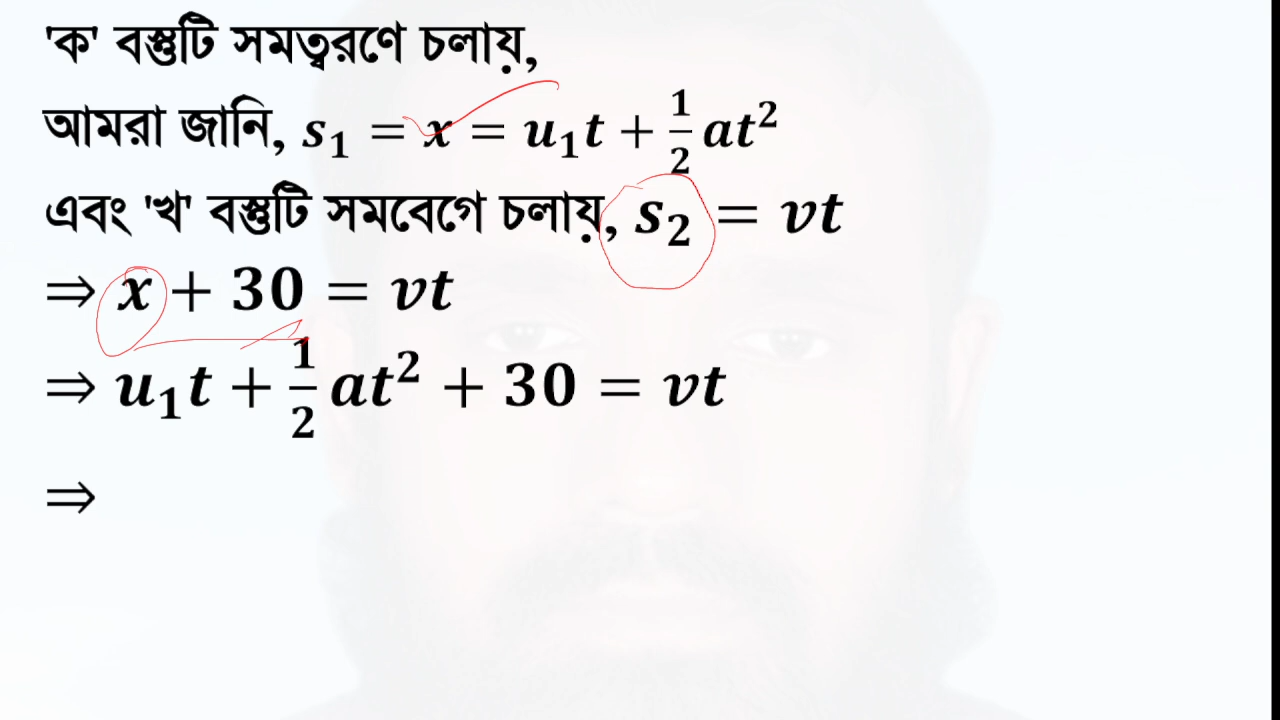 'ক' বস্তুটি সমত্বরণে চলায়,
আমরা জানি, s₁ = x = u₁t + ½at²
এবং 'খ' বস্তুটি সমবেগে চলায়, s₂ = vt
⇒ x + 30 = vt
⇒ u₁t + ½at² + 30 = vt
⇒